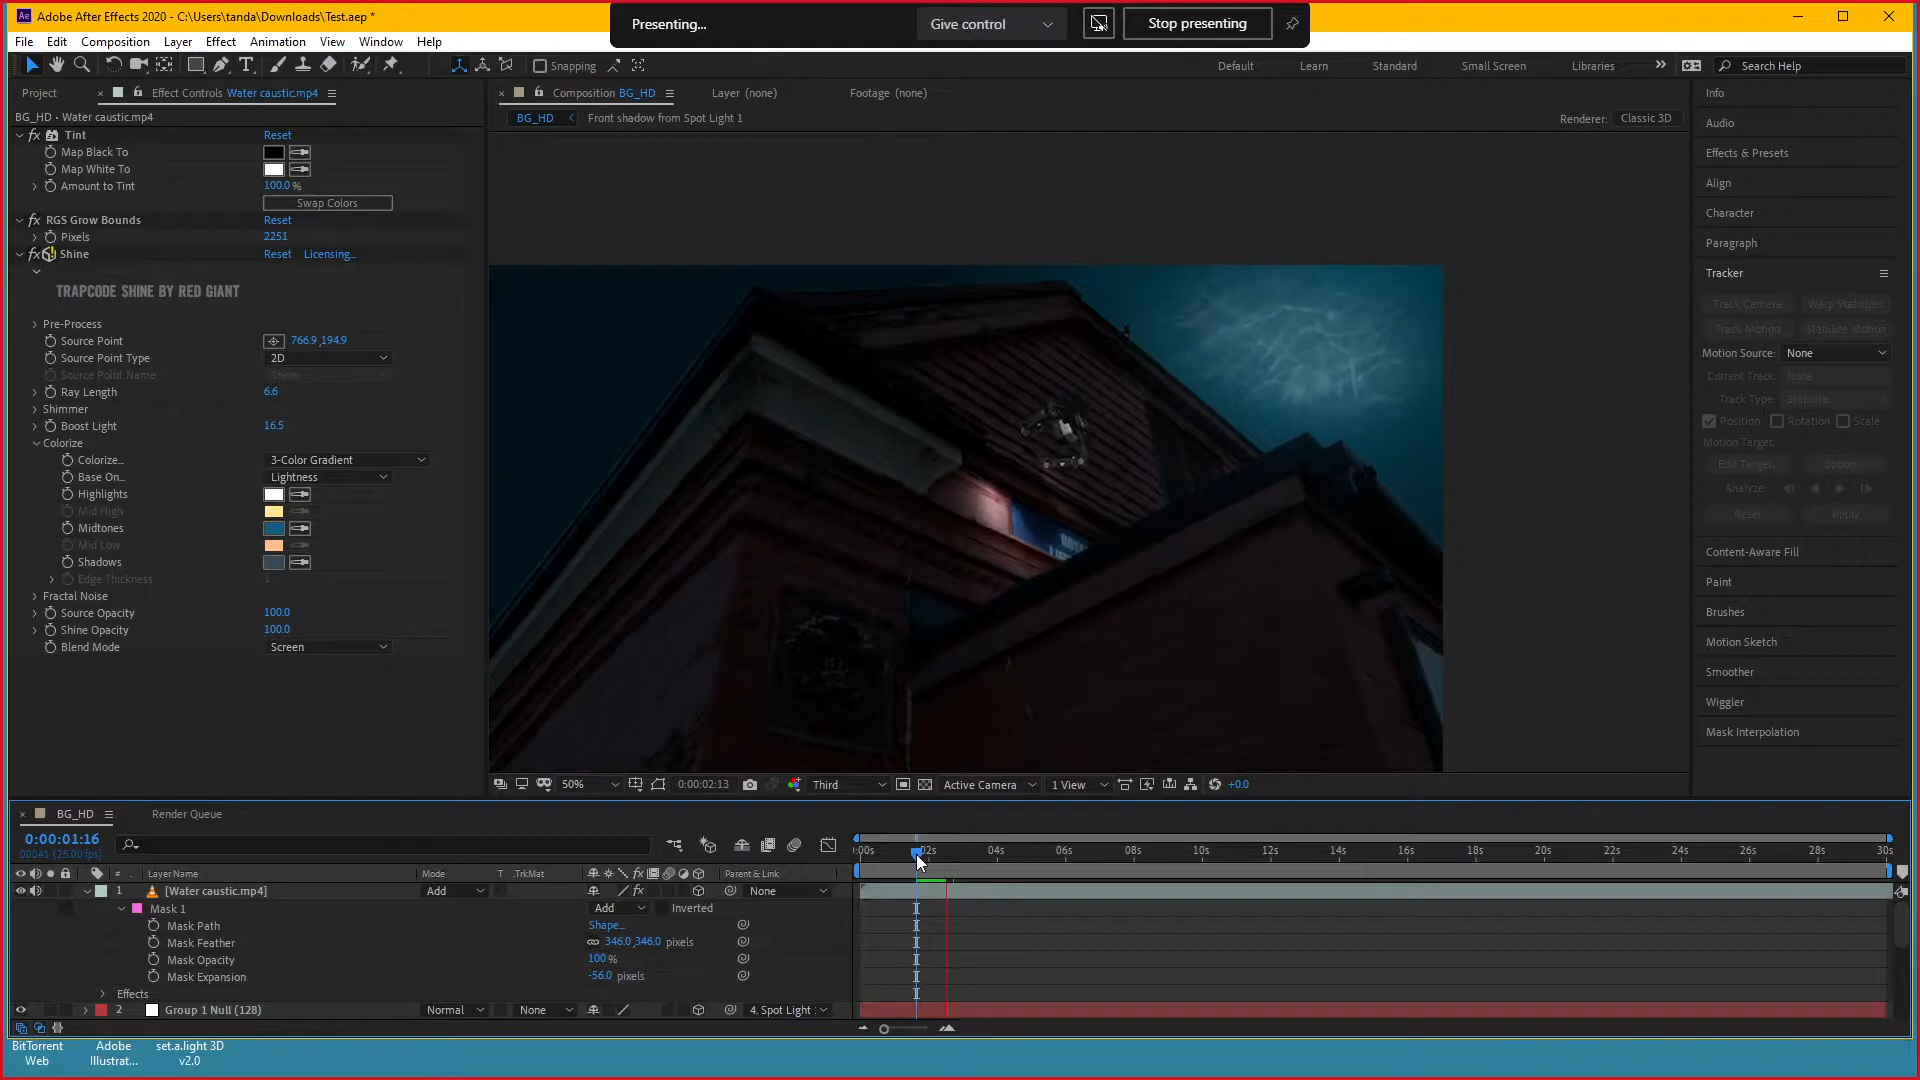 Adobe After Effects 2020 - C:\Users\tanda\Downloads\Test.aep *
Presenting...
Give control
Stop presenting
File Edit Composition Layer Effect Animation View Window Help
Snapping
Default Learn Standard Small Screen Libraries
Search Help
Project
Effect Controls Water caustic.mp4
BG_HD • Water caustic.mp4
Tint Reset
Map Black To
Map White To
Amount to Tint 100.0 %
Swap Colors
RGS Grow Bounds Reset
Pixels 2251
Shine Reset Licensing...
TRAPCODE SHINE BY RED GIANT
Pre-Process
Source Point 766.9 ,194.9
Source Point Type 2D
Source Point Name
Ray Length 6.6
Shimmer
Boost Light 16.5
Colorize
Colorize... 3-Color Gradient
Base On... Lightness
Highlights
Mid High
Midtones
Mid Low
Shadows
Edge Thickness 1
Fractal Noise
Source Opacity 100.0
Shine Opacity 100.0
Blend Mode Screen
Composition BG_HD
Layer (none)
Footage (none)
BG_HD
Front shadow from Spot Light 1
Renderer: Classic 3D
50% 0:00:02:13 Third Active Camera 1 View +0.0
Info
Audio
Effects & Presets
Align
Character
Paragraph
Tracker
Track Camera Warp Stabilizer
Track Motion Stabilize Motion
Motion Source: None
Current Track: None
Track Type: Stabilize
Position Rotation Scale
Motion Target:
Edit Target... Options...
Analyze:
Reset Apply
Content-Aware Fill
Paint
Brushes
Motion Sketch
Smoother
Wiggler
Mask Interpolation
BG_HD
Render Queue
0:00:01:16
00041 (25.00 fps)
# Layer Name Mode T .TrkMat Parent & Link
:00s 02s 04s 06s 08s 10s 12s 14s 16s 18s 20s 22s 24s 26s 28s 30s
1 [Water caustic.mp4] Add None
Mask 1 Add Inverted
Mask Path Shape...
Mask Feather 346.0 ,346.0 pixels
Mask Opacity 100 %
Mask Expansion -56.0 pixels
Effects
2 Group 1 Null (128) Normal None 4. Spot Light :
BitTorrent Web
Adobe Illustrat...
set.a.light 3D v2.0